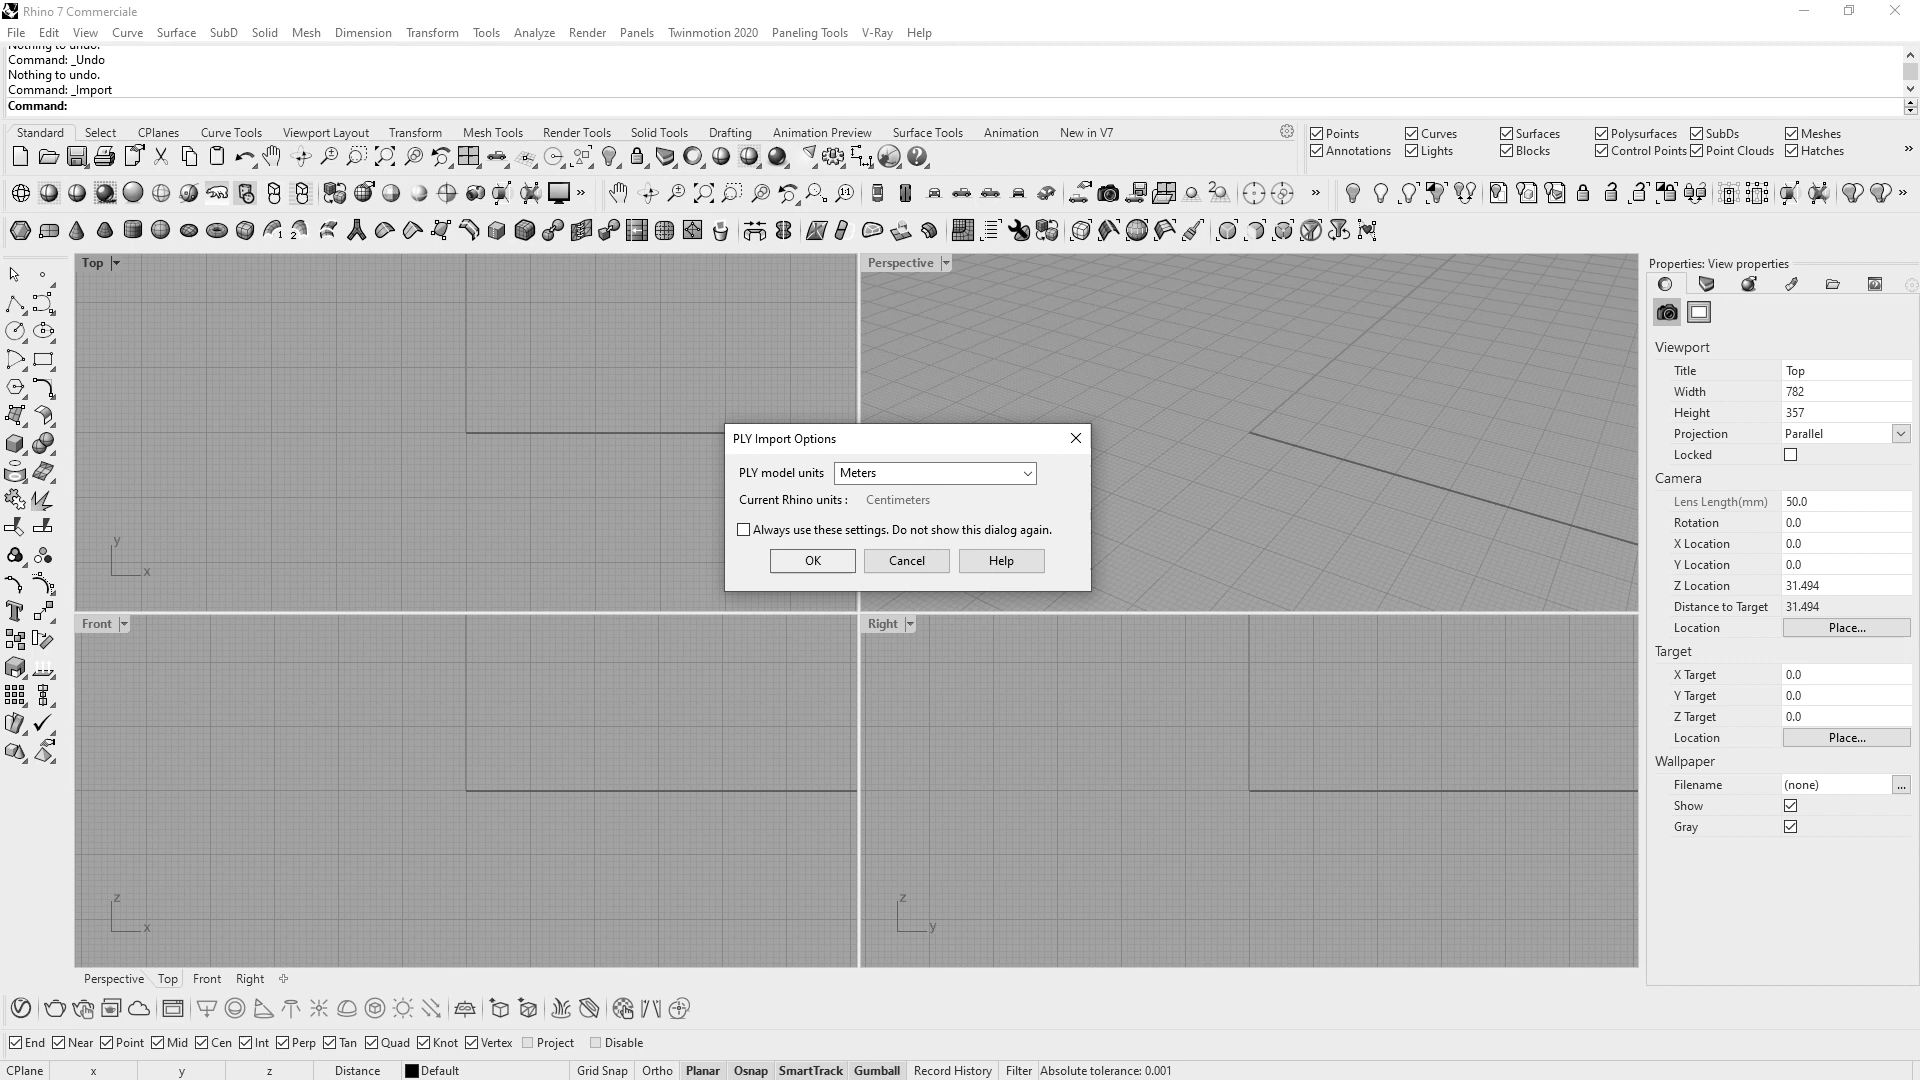 Rhino 7 Commerciale
File Edit View Curve Surface SubD Solid Mesh Dimension Transform Tools Analyze Render Panels Twinmotion 2020 Paneling Tools V-Ray Help
Nothing to undo.
Command: _Undo
Nothing to undo.
Command: _Import
Command:
Standard Select CPlanes Curve Tools Viewport Layout Transform Mesh Tools Render Tools Solid Tools Drafting Animation Preview Surface Tools Animation New in V7
Points Curves Surfaces Polysurfaces SubDs Meshes
Annotations Lights Blocks Control Points Point Clouds Hatches
Top
Perspective
Properties: View properties
Viewport
Title Top
Width 782
Height 357
Projection Parallel
Locked
Camera
Lens Length(mm) 50.0
Rotation 0.0
X Location 0.0
Y Location 0.0
Z Location 31.494
Distance to Target 31.494
Location Place...
Target
X Target 0.0
Y Target 0.0
Z Target 0.0
Location Place...
Wallpaper
Filename (none) ...
Show
Gray
PLY Import Options
PLY model units Meters
Current Rhino units : Centimeters
Always use these settings. Do not show this dialog again.
OK Cancel Help
y
x
Front
Right
z
x
z
y
Perspective Top Front Right
End Near Point Mid Cen Int Perp Tan Quad Knot Vertex Project Disable
CPlane x y z Distance Default Grid Snap Ortho Planar Osnap SmartTrack Gumball Record History Filter Absolute tolerance: 0.001